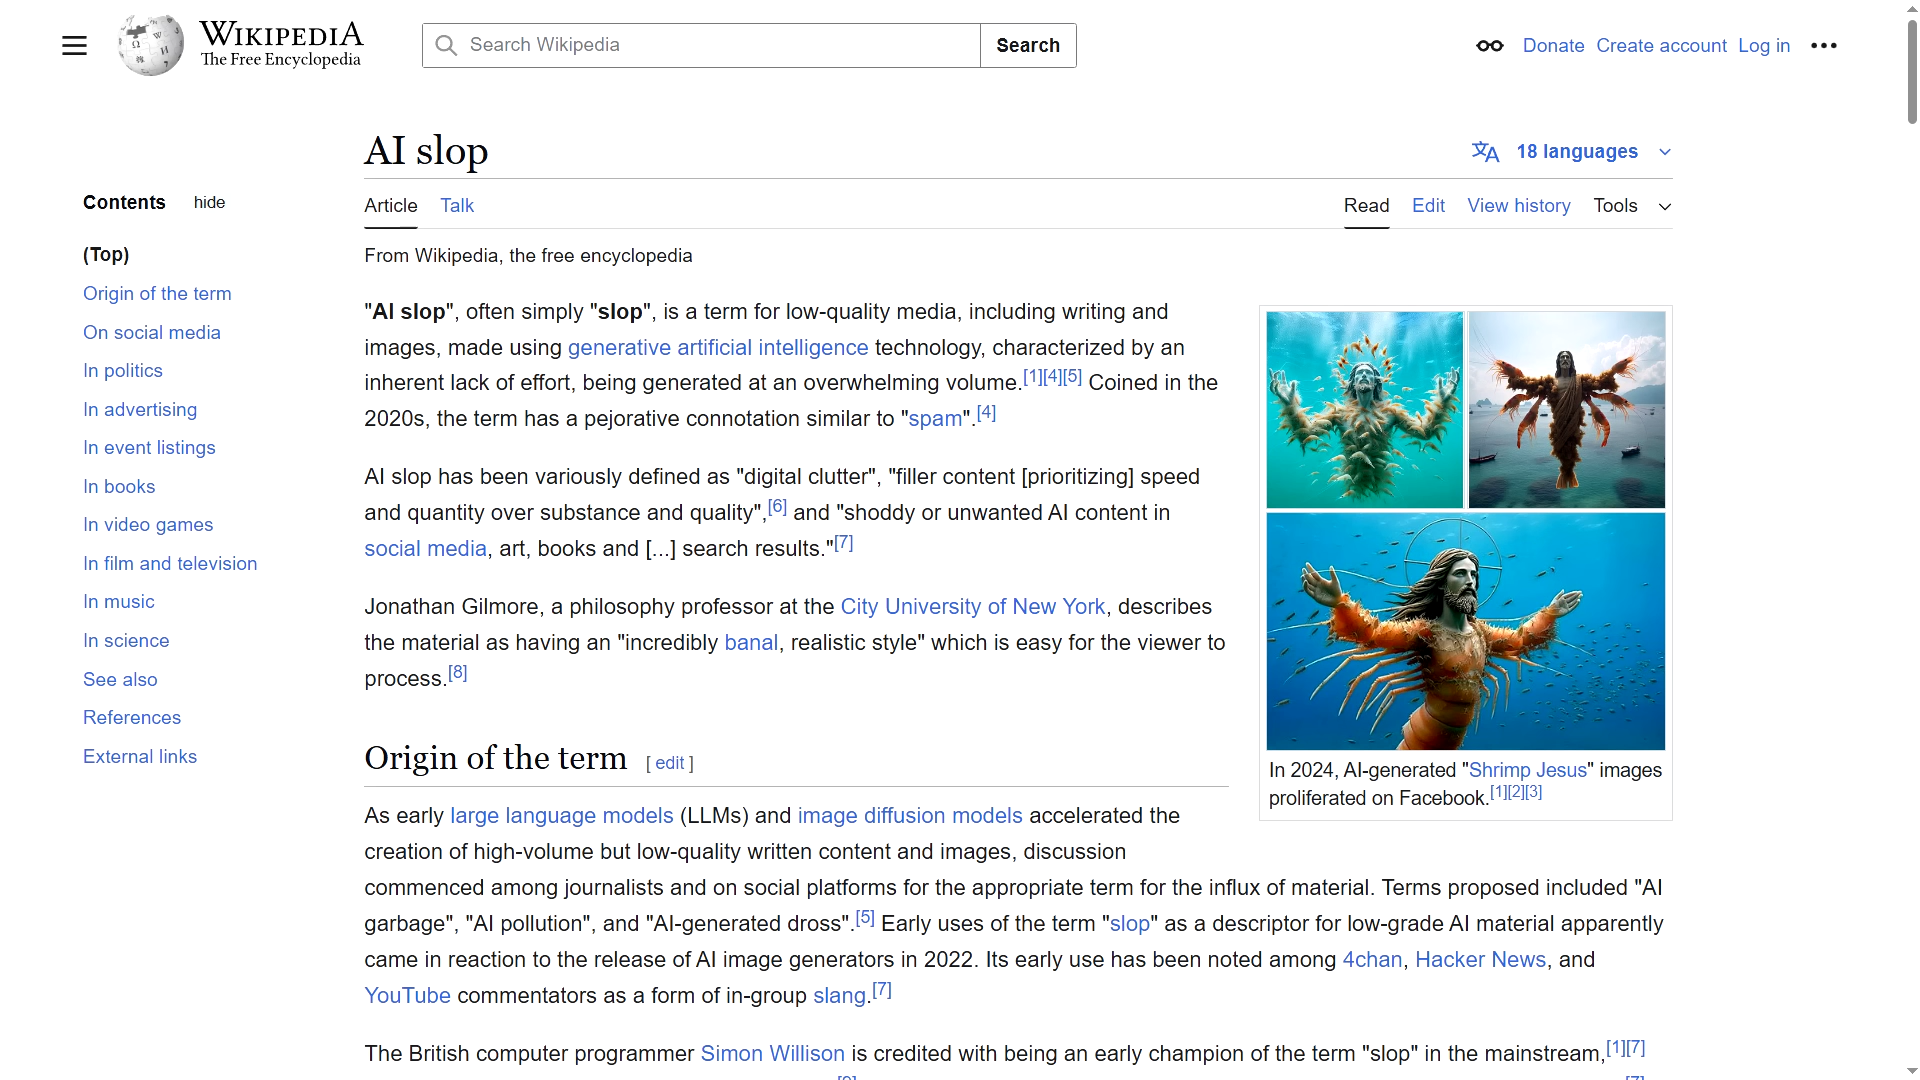 WIKIPEDIA
The Free Encyclopedia
Search Wikipedia
Search
Donate
Create account
Log in
AI slop
18 languages
Contents
hide
Article
Talk
Read
Edit
View history
Tools
(Top)
Origin of the term
On social media
In politics
In advertising
In event listings
In books
In video games
In film and television
In music
In science
See also
References
External links
From Wikipedia, the free encyclopedia
"AI slop", often simply "slop", is a term for low-quality media, including writing and
images, made using generative artificial intelligence technology, characterized by an
inherent lack of effort, being generated at an overwhelming volume.[1][4][5] Coined in the
2020s, the term has a pejorative connotation similar to "spam".[4]
AI slop has been variously defined as "digital clutter", "filler content [prioritizing] speed
and quantity over substance and quality",[6] and "shoddy or unwanted AI content in
social media, art, books and [...] search results."[7]
Jonathan Gilmore, a philosophy professor at the City University of New York, describes
the material as having an "incredibly banal, realistic style" which is easy for the viewer to
process.[8]
In 2024, AI-generated "Shrimp Jesus" images
proliferated on Facebook.[1][2][3]
Origin of the term [ edit ]
As early large language models (LLMs) and image diffusion models accelerated the
creation of high-volume but low-quality written content and images, discussion
commenced among journalists and on social platforms for the appropriate term for the influx of material. Terms proposed included "AI
garbage", "AI pollution", and "AI-generated dross".[5] Early uses of the term "slop" as a descriptor for low-grade AI material apparently
came in reaction to the release of AI image generators in 2022. Its early use has been noted among 4chan, Hacker News, and
YouTube commentators as a form of in-group slang.[7]
The British computer programmer Simon Willison is credited with being an early champion of the term "slop" in the mainstream,[1][7]